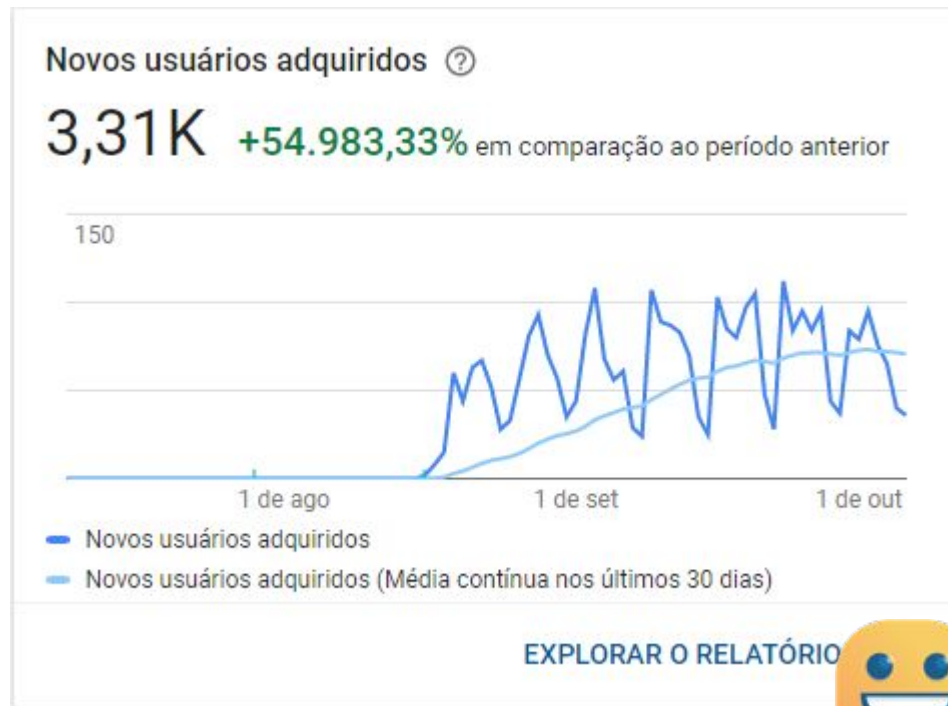 Novos usuários adquiridos
3,31K +54.983,33% em comparação ao período anterior
150
1 de ago 1 de set 1 de out
Novos usuários adquiridos
Novos usuários adquiridos (Média contínua nos últimos 30 dias)
EXPLORAR O RELATÓRIO